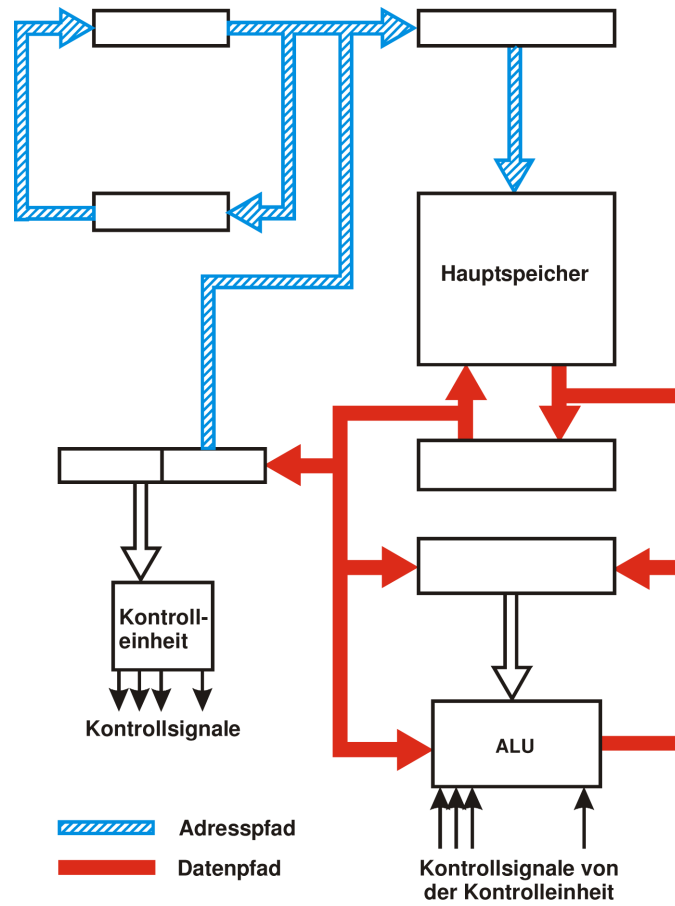 Hauptspeicher
Kontroll-
einheit
Kontrollsignale
ALU
Adresspfad
Datenpfad
Kontrollsignale von
der Kontrolleinheit